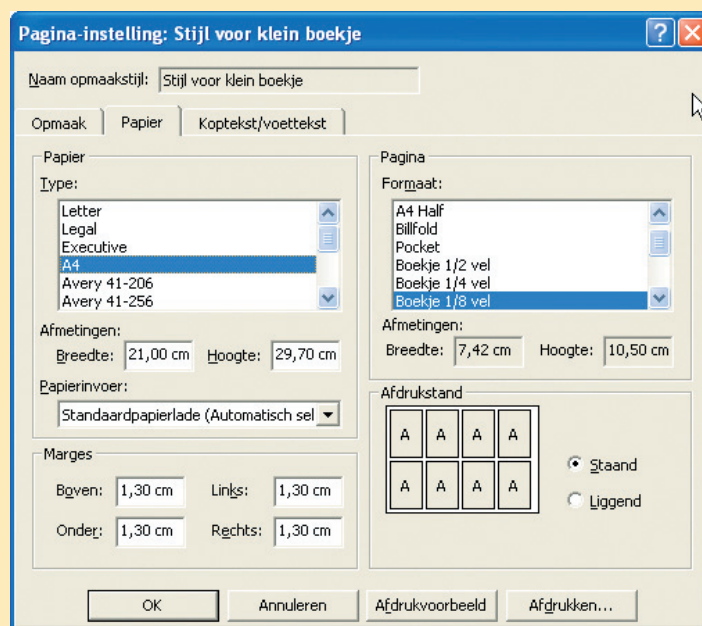 Pagina-instelling: Stijl voor klein boekje
Naam opmaakstijl: Stijl voor klein boekje
Opmaak Papier Koptekst/voettekst
Papier
Type:
Letter
Legal
Executive
A4
Avery 41-206
Avery 41-256
Afmetingen:
Breedte: 21,00 cm Hoogte: 29,70 cm
Papierinvoer:
Standaardpapierlade (Automatisch sel
Marges
Boven: 1,30 cm Links: 1,30 cm
Onder: 1,30 cm Rechts: 1,30 cm
Pagina
Formaat:
A4 Half
Billfold
Pocket
Boekje 1/2 vel
Boekje 1/4 vel
Boekje 1/8 vel
Afmetingen:
Breedte: 7,42 cm Hoogte: 10,50 cm
Afdrukstand
A A A A
A A A A
Staand
Liggend
OK Annuleren Afdrukvoorbeeld Afdrukken...